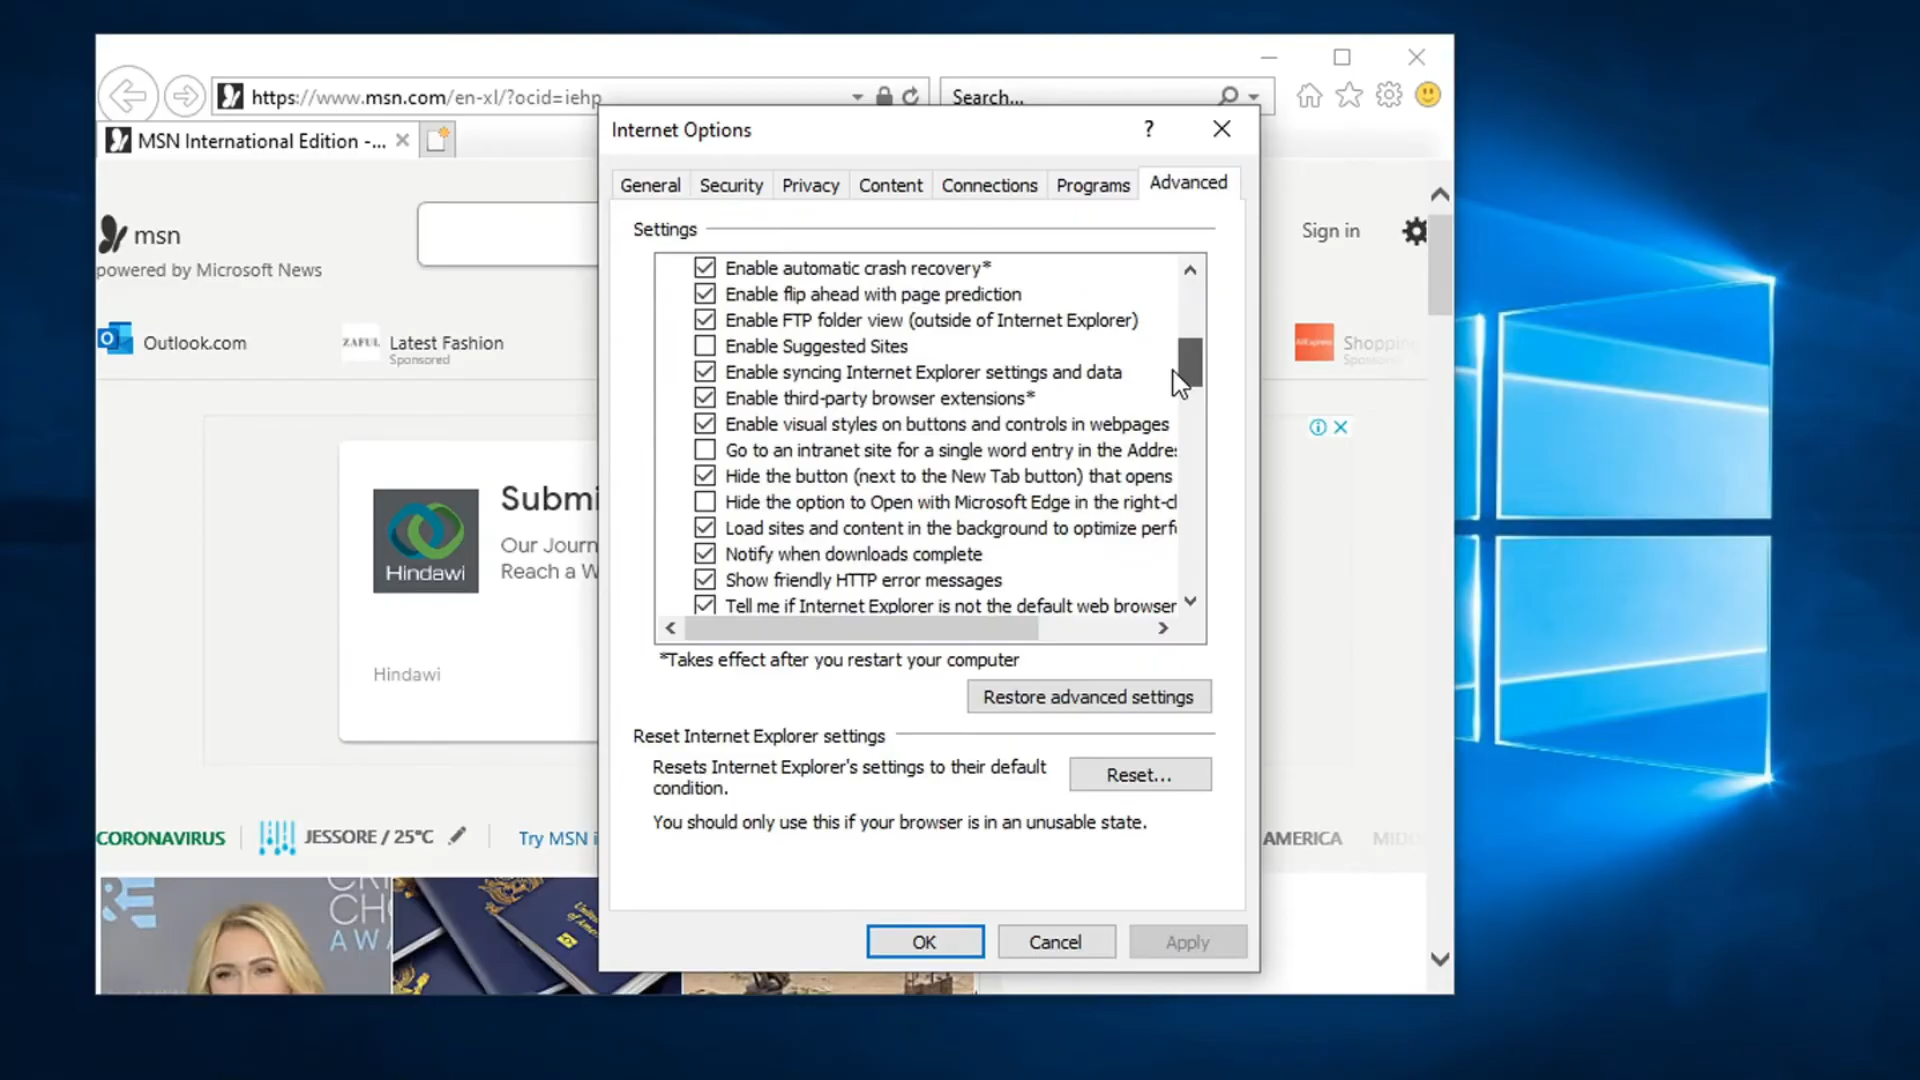 https://www.msn.com/en-xl/?ocid=iehp
Search...
MSN International Edition -...
Internet Options
?
General
Security
Privacy
Content
Connections
Programs
Advanced
msn
powered by Microsoft News
Sign in
Outlook.com
ZAFUL
Latest Fashion
Sponsored
AliExpress
Shoppin
Sponsored
Settings
Enable automatic crash recovery*
Enable flip ahead with page prediction
Enable FTP folder view (outside of Internet Explorer)
Enable Suggested Sites
Enable syncing Internet Explorer settings and data
Enable third-party browser extensions*
Enable visual styles on buttons and controls in webpages
Go to an intranet site for a single word entry in the Addre
Hide the button (next to the New Tab button) that opens
Hide the option to Open with Microsoft Edge in the right-cl
Load sites and content in the background to optimize perf
Notify when downloads complete
Show friendly HTTP error messages
Tell me if Internet Explorer is not the default web browser
*Takes effect after you restart your computer
Restore advanced settings
Reset Internet Explorer settings
Resets Internet Explorer's settings to their default
condition.
Reset...
You should only use this if your browser is in an unusable state.
OK
Cancel
Apply
Submi
Our Journ
Reach a W
Hindawi
Hindawi
CORONAVIRUS
JESSORE / 25°C
Try MSN i
AMERICA
MIDD
&E
CRI
CHO
AWA